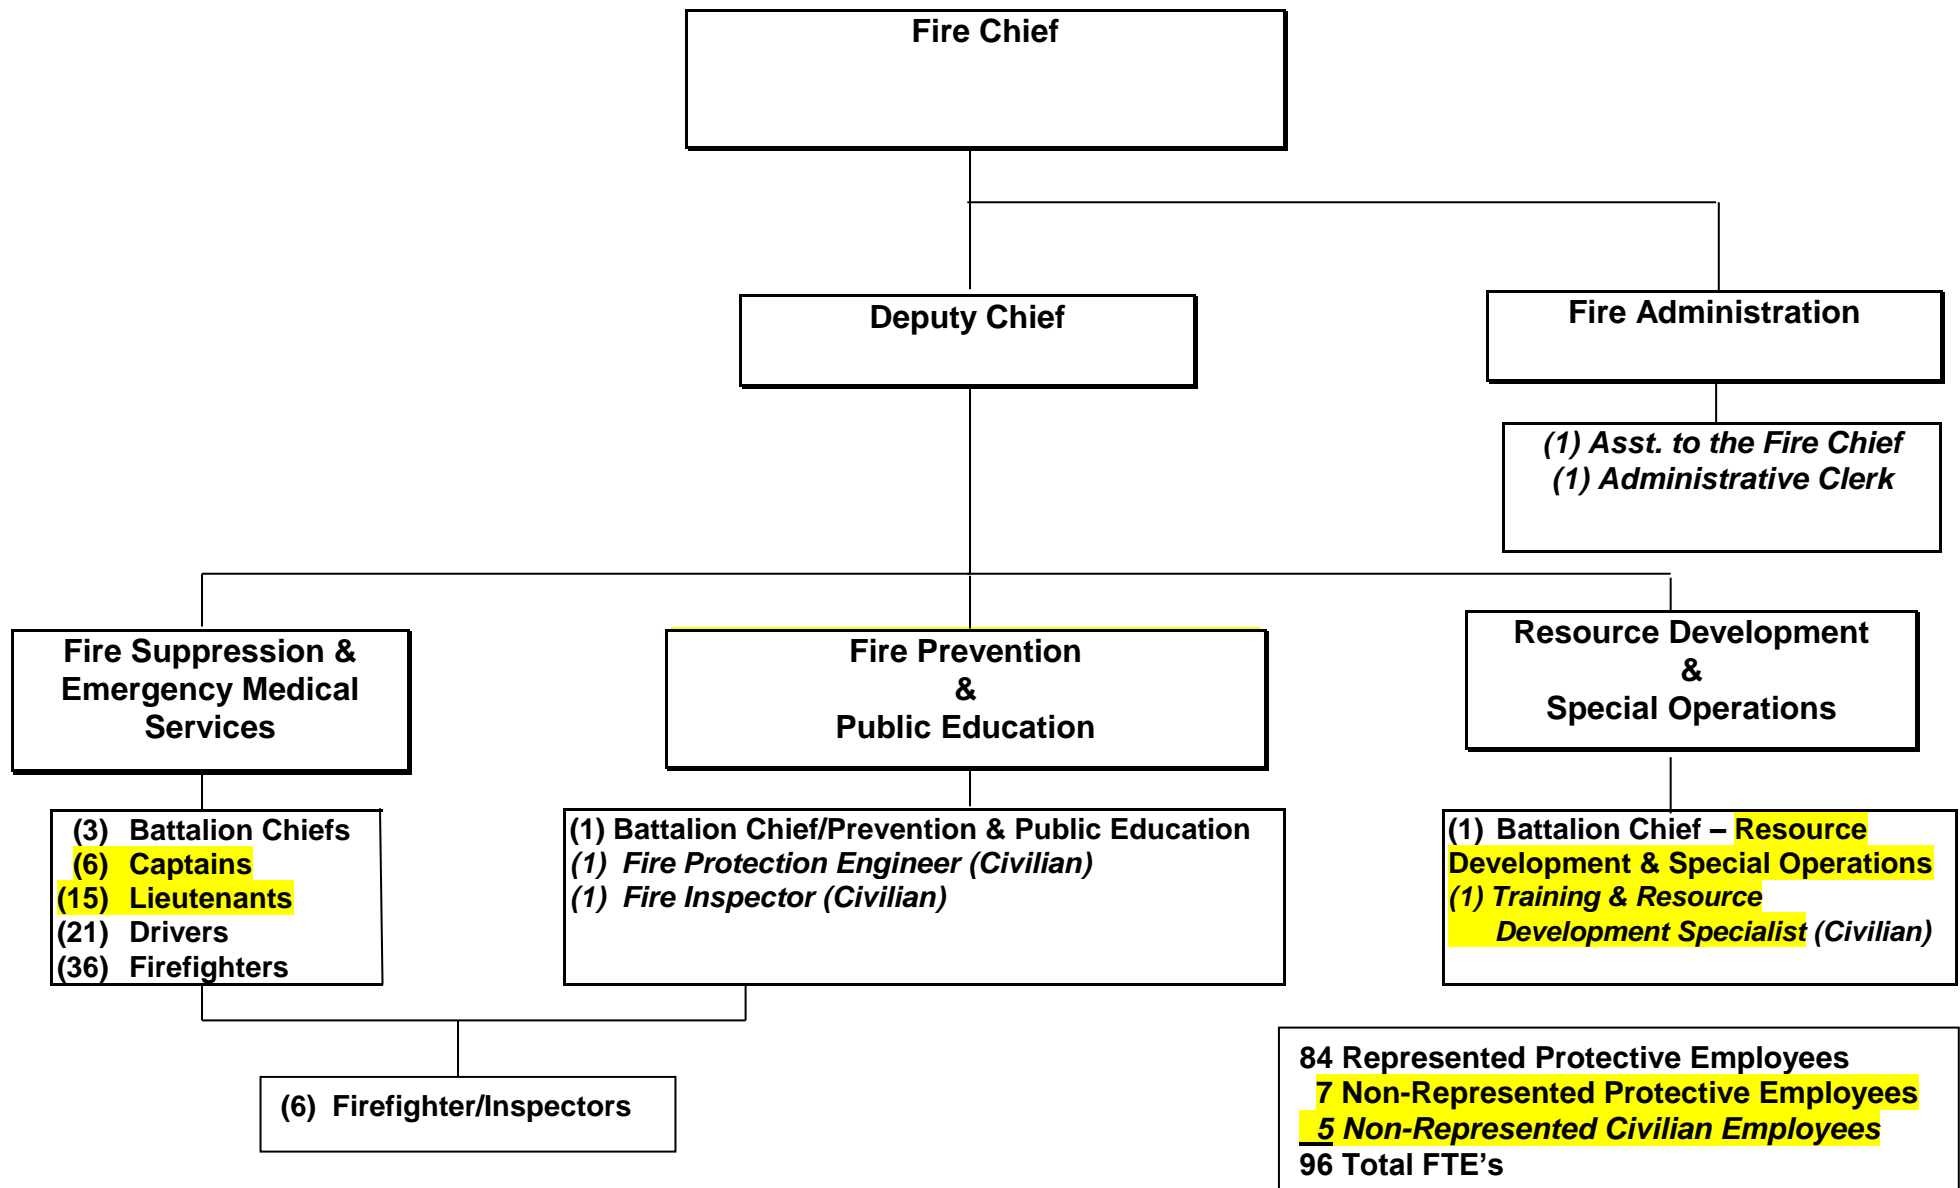 Fire Chief
Deputy Chief
Fire Administration
(1) Asst. to the Fire Chief
(1) Administrative Clerk
Fire Suppression &
Emergency Medical
Services
Fire Prevention
&
Public Education
Resource Development
&
Special Operations
(3) Battalion Chiefs
(6) Captains
(15) Lieutenants
(21) Drivers
(36) Firefighters
(1) Battalion Chief/Prevention & Public Education
(1) Fire Protection Engineer (Civilian)
(1) Fire Inspector (Civilian)
(1) Battalion Chief – Resource
Development & Special Operations
(1) Training & Resource
Development Specialist (Civilian)
(6) Firefighter/Inspectors
84 Represented Protective Employees
7 Non-Represented Protective Employees
5 Non-Represented Civilian Employees
96 Total FTE's